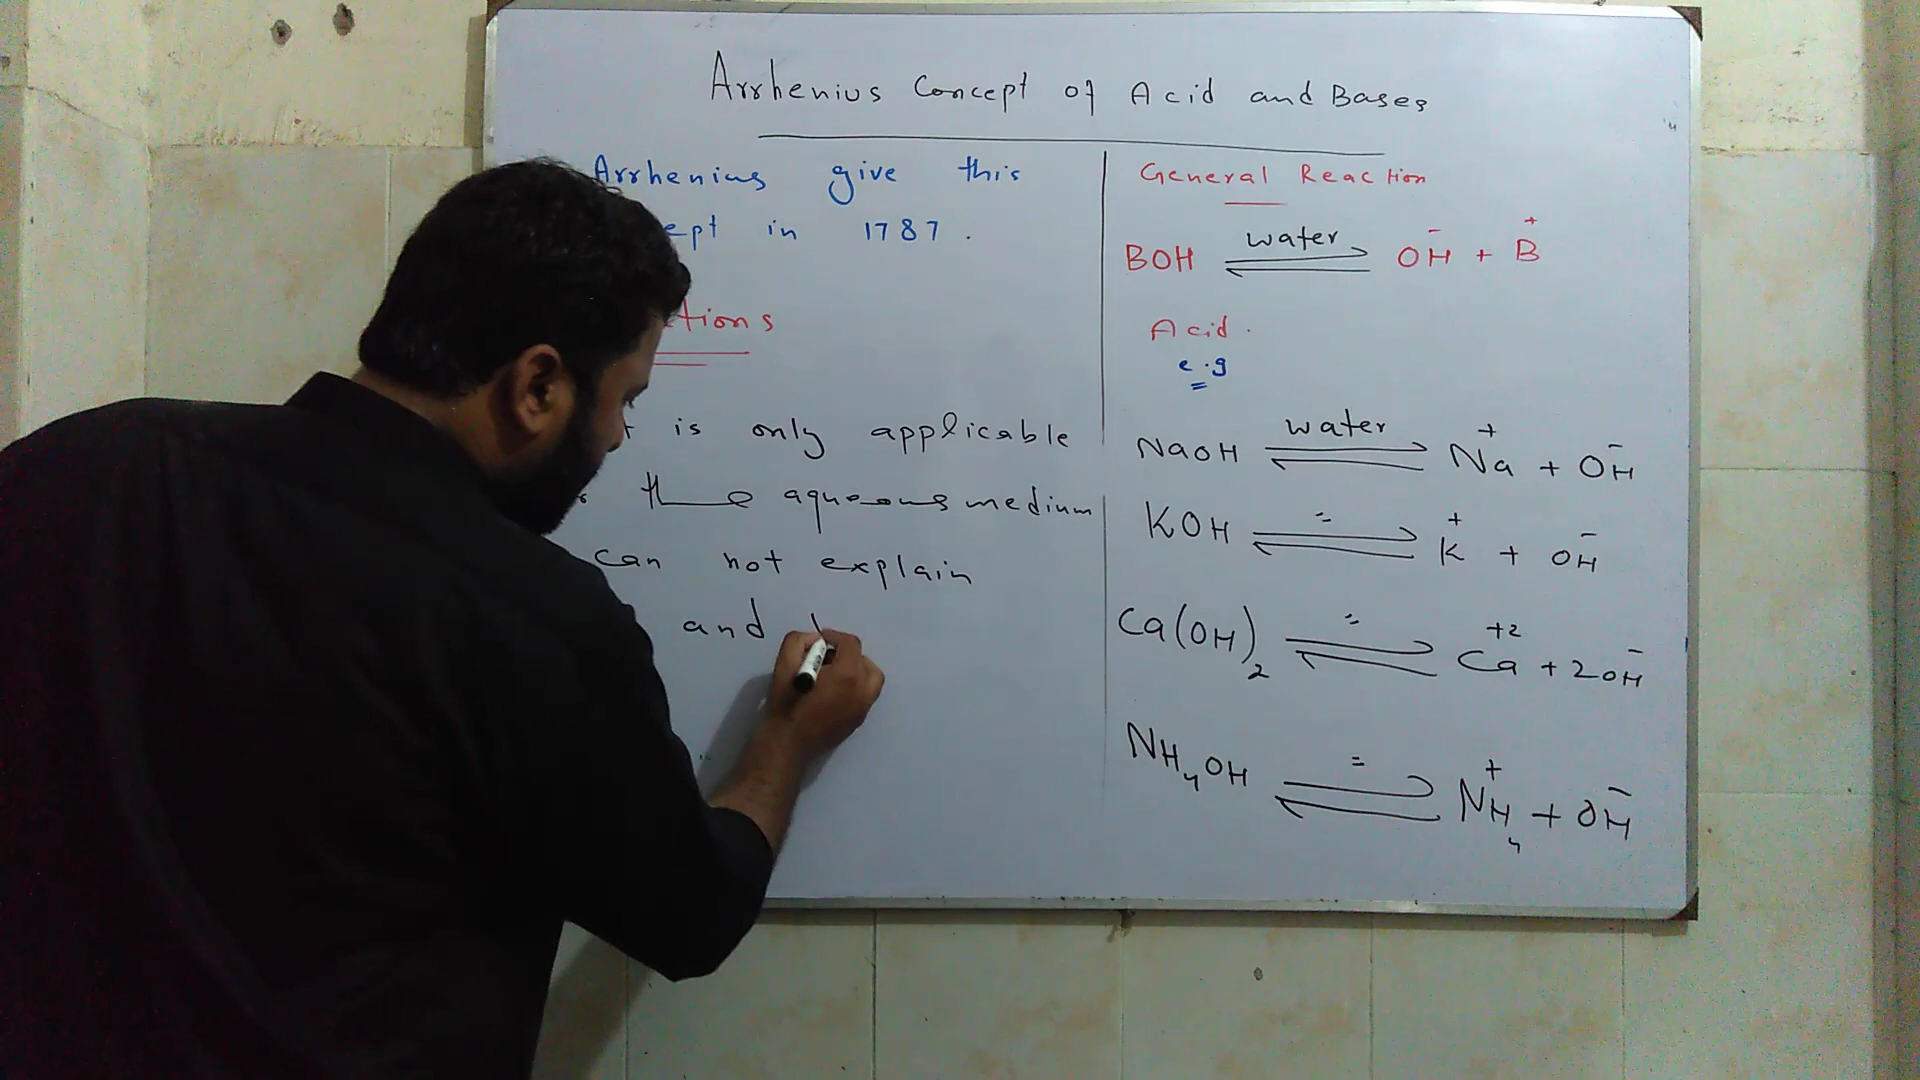 Arrhenius Concept of Acid and Bases
Arrhenius give this
ept in 1787.
tions
is only applicable
the aqueous medium
can not explain
and
General Reaction
BOH ⇌ water OH⁻ + B⁺
Acid.
e.g
NaOH ⇌ water Na⁺ + OH⁻
KOH ⇌ = K⁺ + OH⁻
Ca(OH)₂ ⇌ = Ca⁺² + 2OH⁻
NH₄OH ⇌ = NH₄⁺ + OH⁻